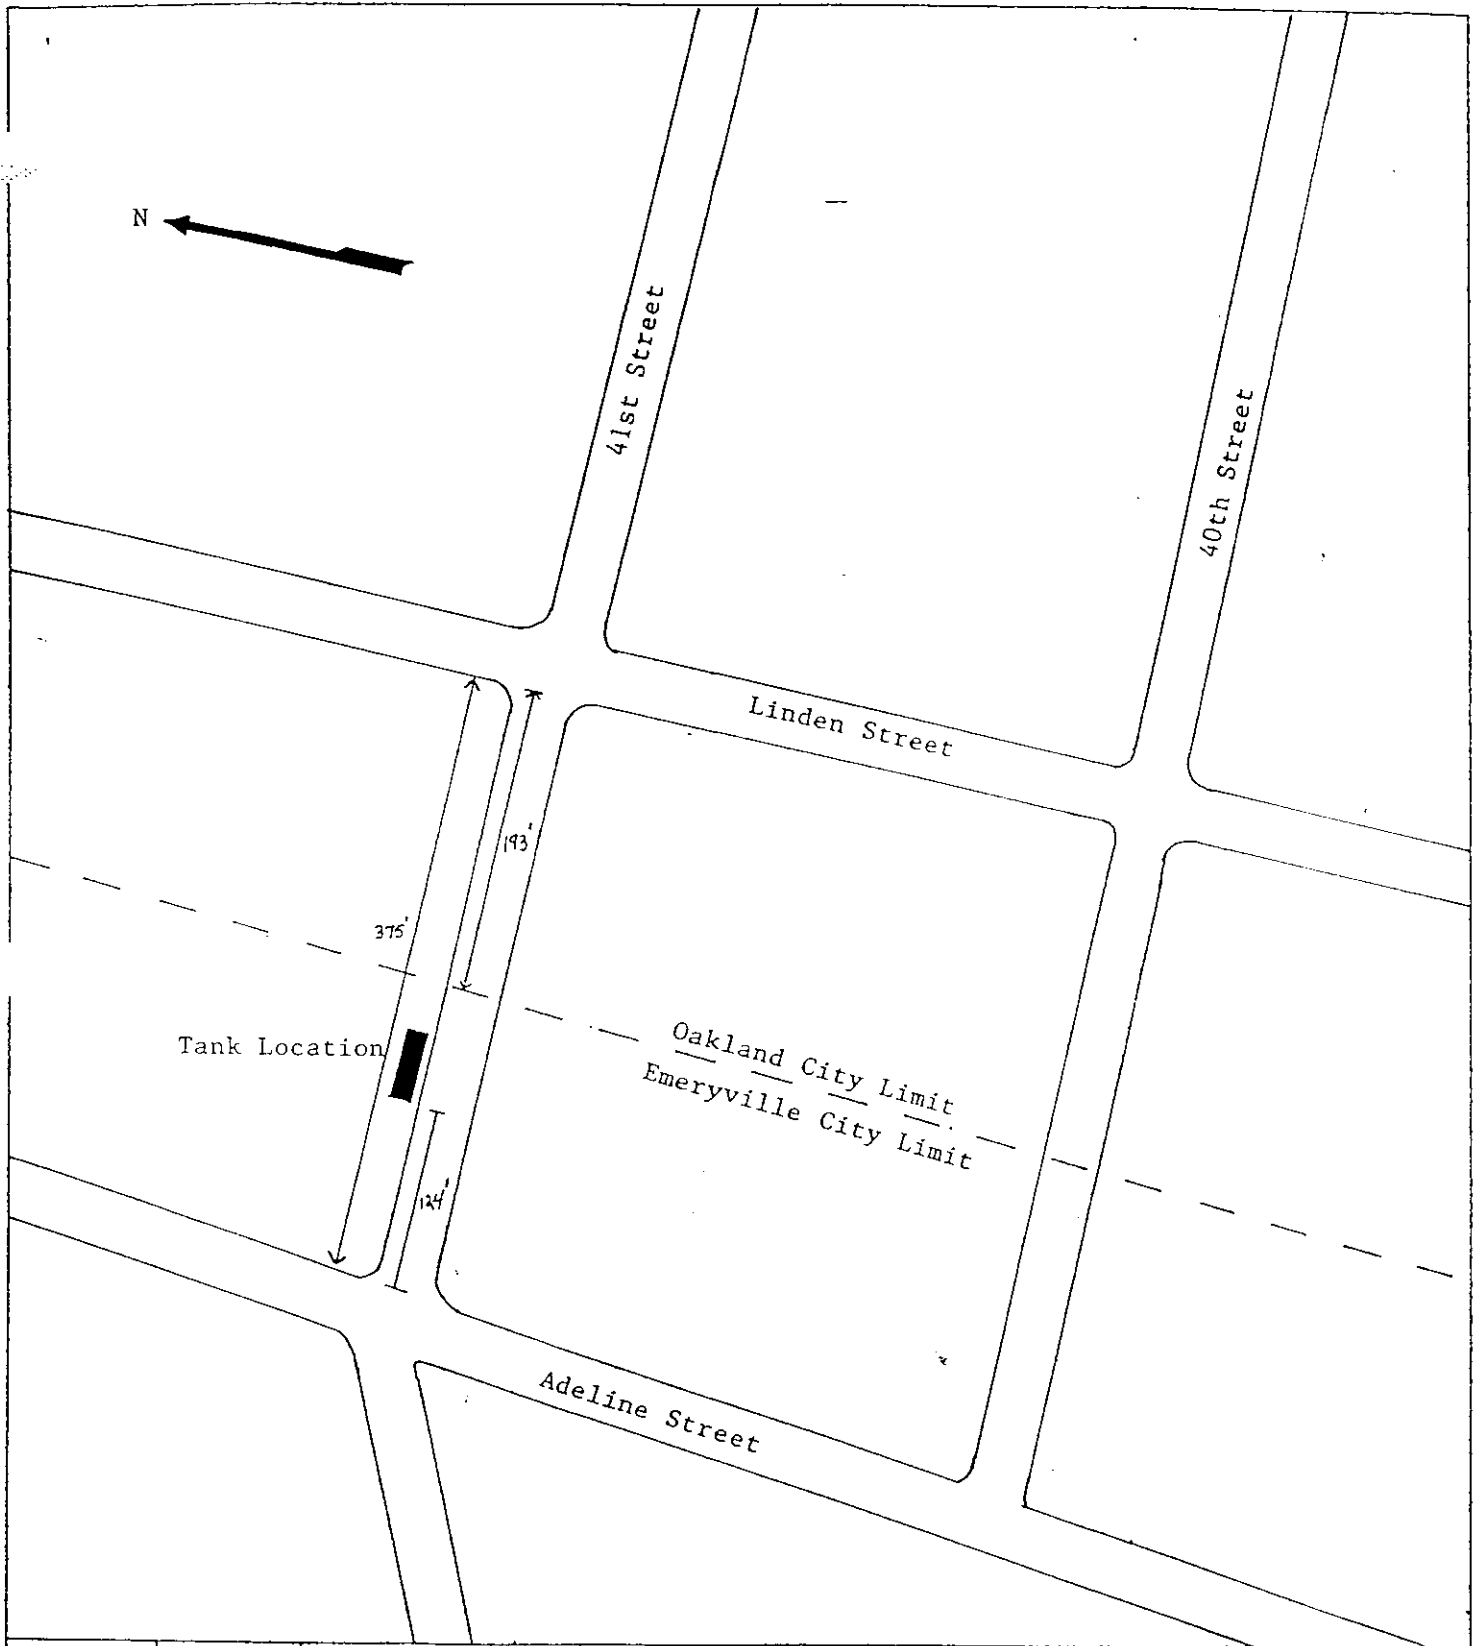 N
41st Street
40th Street
Linden Street
193'
375'
Tank Location
Oakland City Limit
Emeryville City Limit
124'
Adeline Street